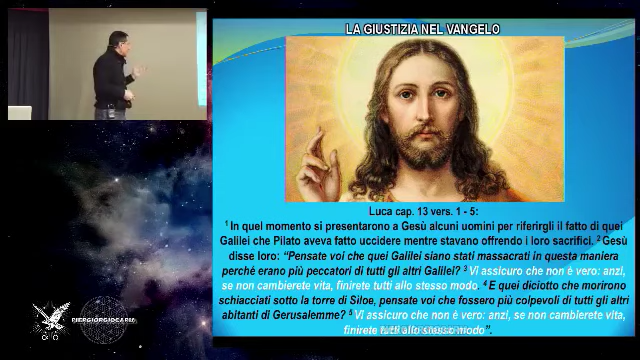 LA GIUSTIZIA NEL VANGELO
Luca cap. 13 vers. 1 - 5:
1 In quel momento si presentarono a Gesù alcuni uomini per riferirgli il fatto di quei
Galilei che Pilato aveva fatto uccidere mentre stavano offrendo i loro sacrifici. 2 Gesù
disse loro: “Pensate voi che quei Galilei siano stati massacrati in questa maniera
perché erano più peccatori di tutti gli altri Galilei? 3 Vi assicuro che non è vero: anzi,
se non cambierete vita, finirete tutti allo stesso modo. 4 E quei diciotto che morirono
schiacciati sotto la torre di Siloe, pensate voi che fossero più colpevoli di tutti gli altri
abitanti di Gerusalemme? 5 Vi assicuro che non è vero: anzi, se non cambierete vita,
finirete tutti allo stesso modo”.
PIERGIORGIOCARIA